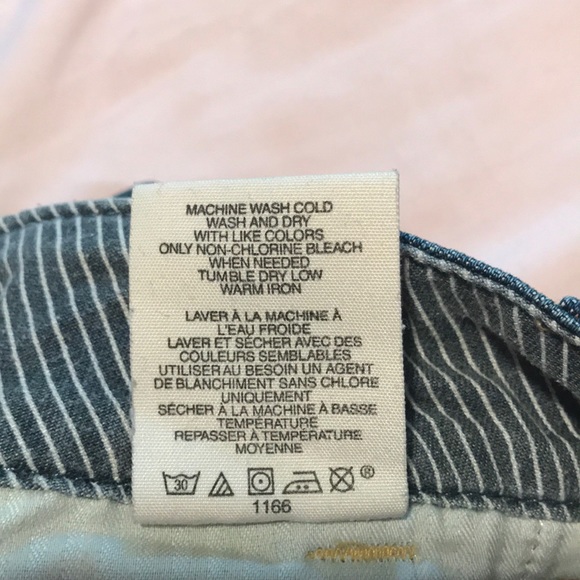 MACHINE WASH COLD
WASH AND DRY
WITH LIKE COLORS
ONLY NON-CHLORINE BLEACH
WHEN NEEDED
TUMBLE DRY LOW
WARM IRON
LAVER À LA MACHINE À
L'EAU FROIDE
LAVER ET SÉCHER AVEC DES
COULEURS SEMBLABLES
UTILISER AU BESOIN UN AGENT
DE BLANCHIMENT SANS CHLORE
UNIQUEMENT
SÉCHER À LA MACHINE À BASSE
TEMPÉRATURE
REPASSER À TEMPÉRATURE
MOYENNE
30 ®
1166